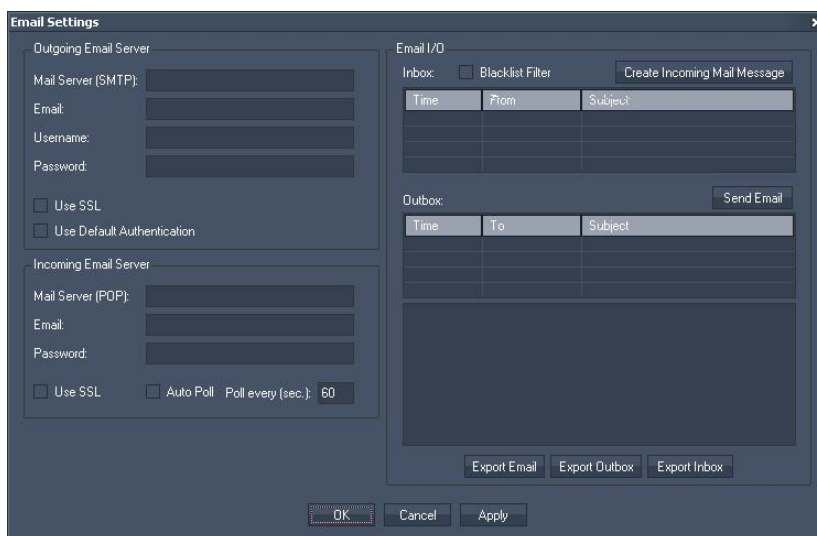 Email Settings
Outgoing Email Server
Mail Server (SMTP):
Email:
Username:
Password:
Use SSL
Use Default Authentication
Incoming Email Server
Mail Server (POP):
Email:
Password:
Use SSL
Auto Poll Poll every (sec.): 60
Email I/O
Inbox: Blacklist Filter Create Incoming Mail Message
Time From Subject
Outbox: Send Email
Time To Subject
Export Email Export Outbox Export Inbox
OK Cancel Apply